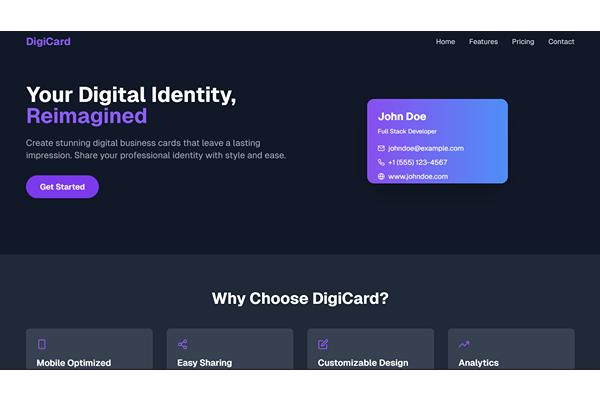 DigiCard
Home Features Pricing Contact
Your Digital Identity,
Reimagined
Create stunning digital business cards that leave a lasting
impression. Share your professional identity with style and ease.
Get Started
John Doe
Full Stack Developer
johndoe@example.com
+1 (555) 123-4567
www.johndoe.com
Why Choose DigiCard?
Mobile Optimized
Easy Sharing
Customizable Design
Analytics